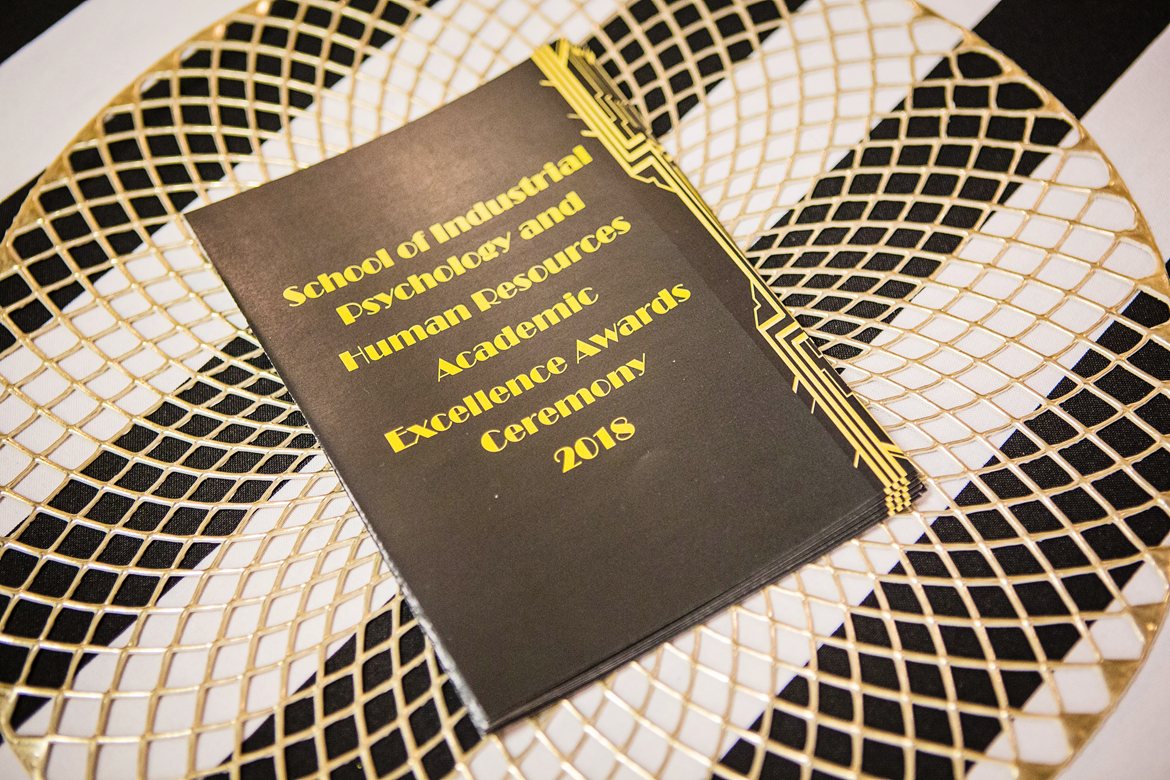 School of Industrial
Psychology and
Human Resources
Academic
Excellence Awards
Ceremony
2018